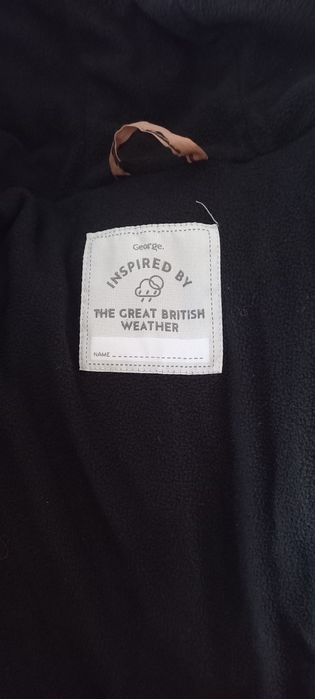 George.
INSPIRED BY
THE GREAT BRITISH
WEATHER
NAME